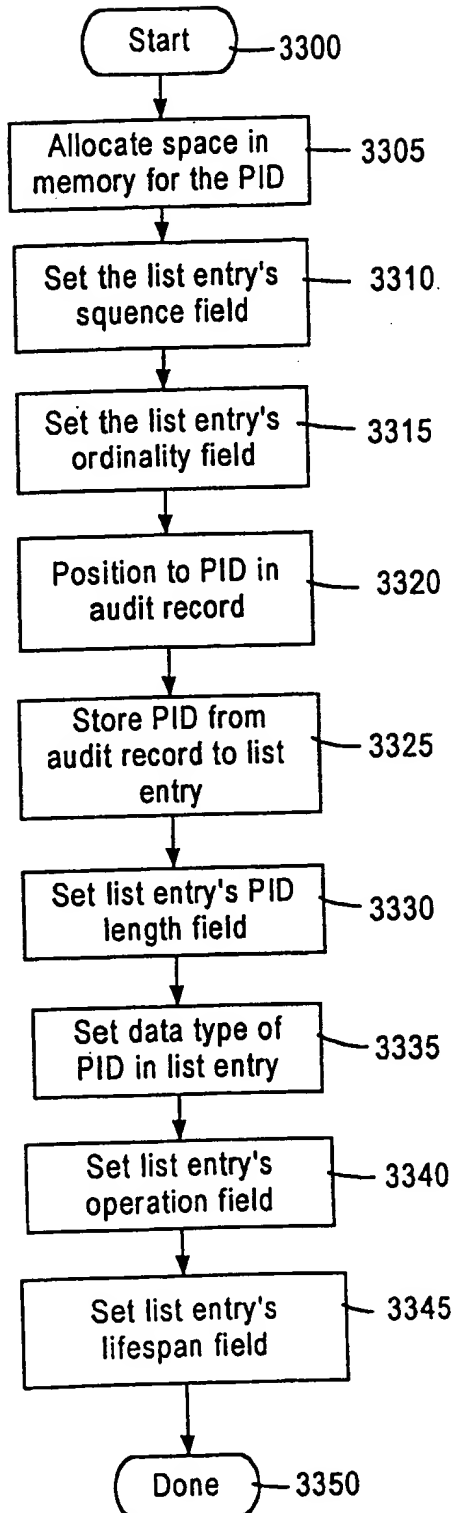 Start
3300
Allocate space in
memory for the PID
3305
Set the list entry's
squence field
3310
Set the list entry's
ordinality field
3315
Position to PID in
audit record
3320
Store PID from
audit record to list
entry
3325
Set list entry's PID
length field
3330
Set data type of
PID in list entry
3335
Set list entry's
operation field
3340
Set list entry's
lifespan field
3345
Done
3350